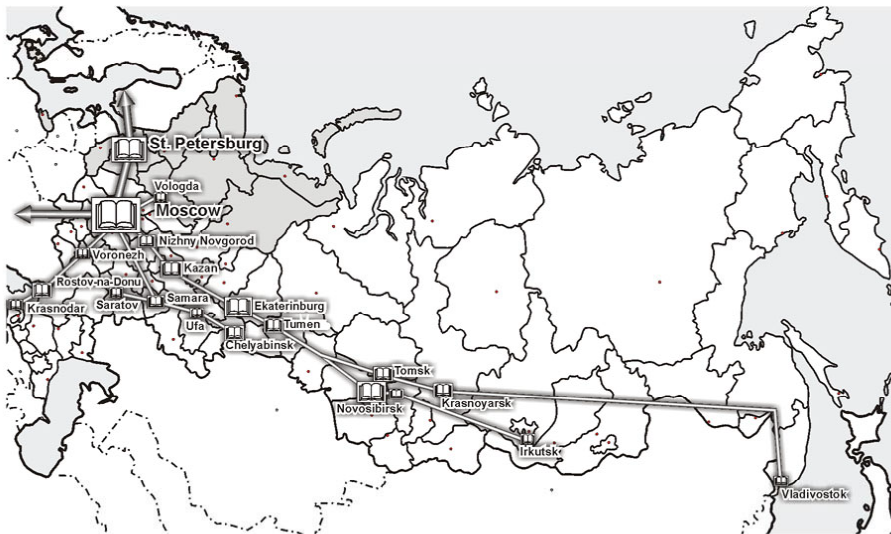 St. Petersburg
Vologda
Moscow
Nizhny Novgorod
Voronezh
Kazan
Rostov-na-Donu
Samara
Saratov
Krasnodar
Ekaterinburg
Ufa
Tumen
Chelyabinsk
Tomsk
Krasnoyarsk
Novosibirsk
Irkutsk
Vladivostok